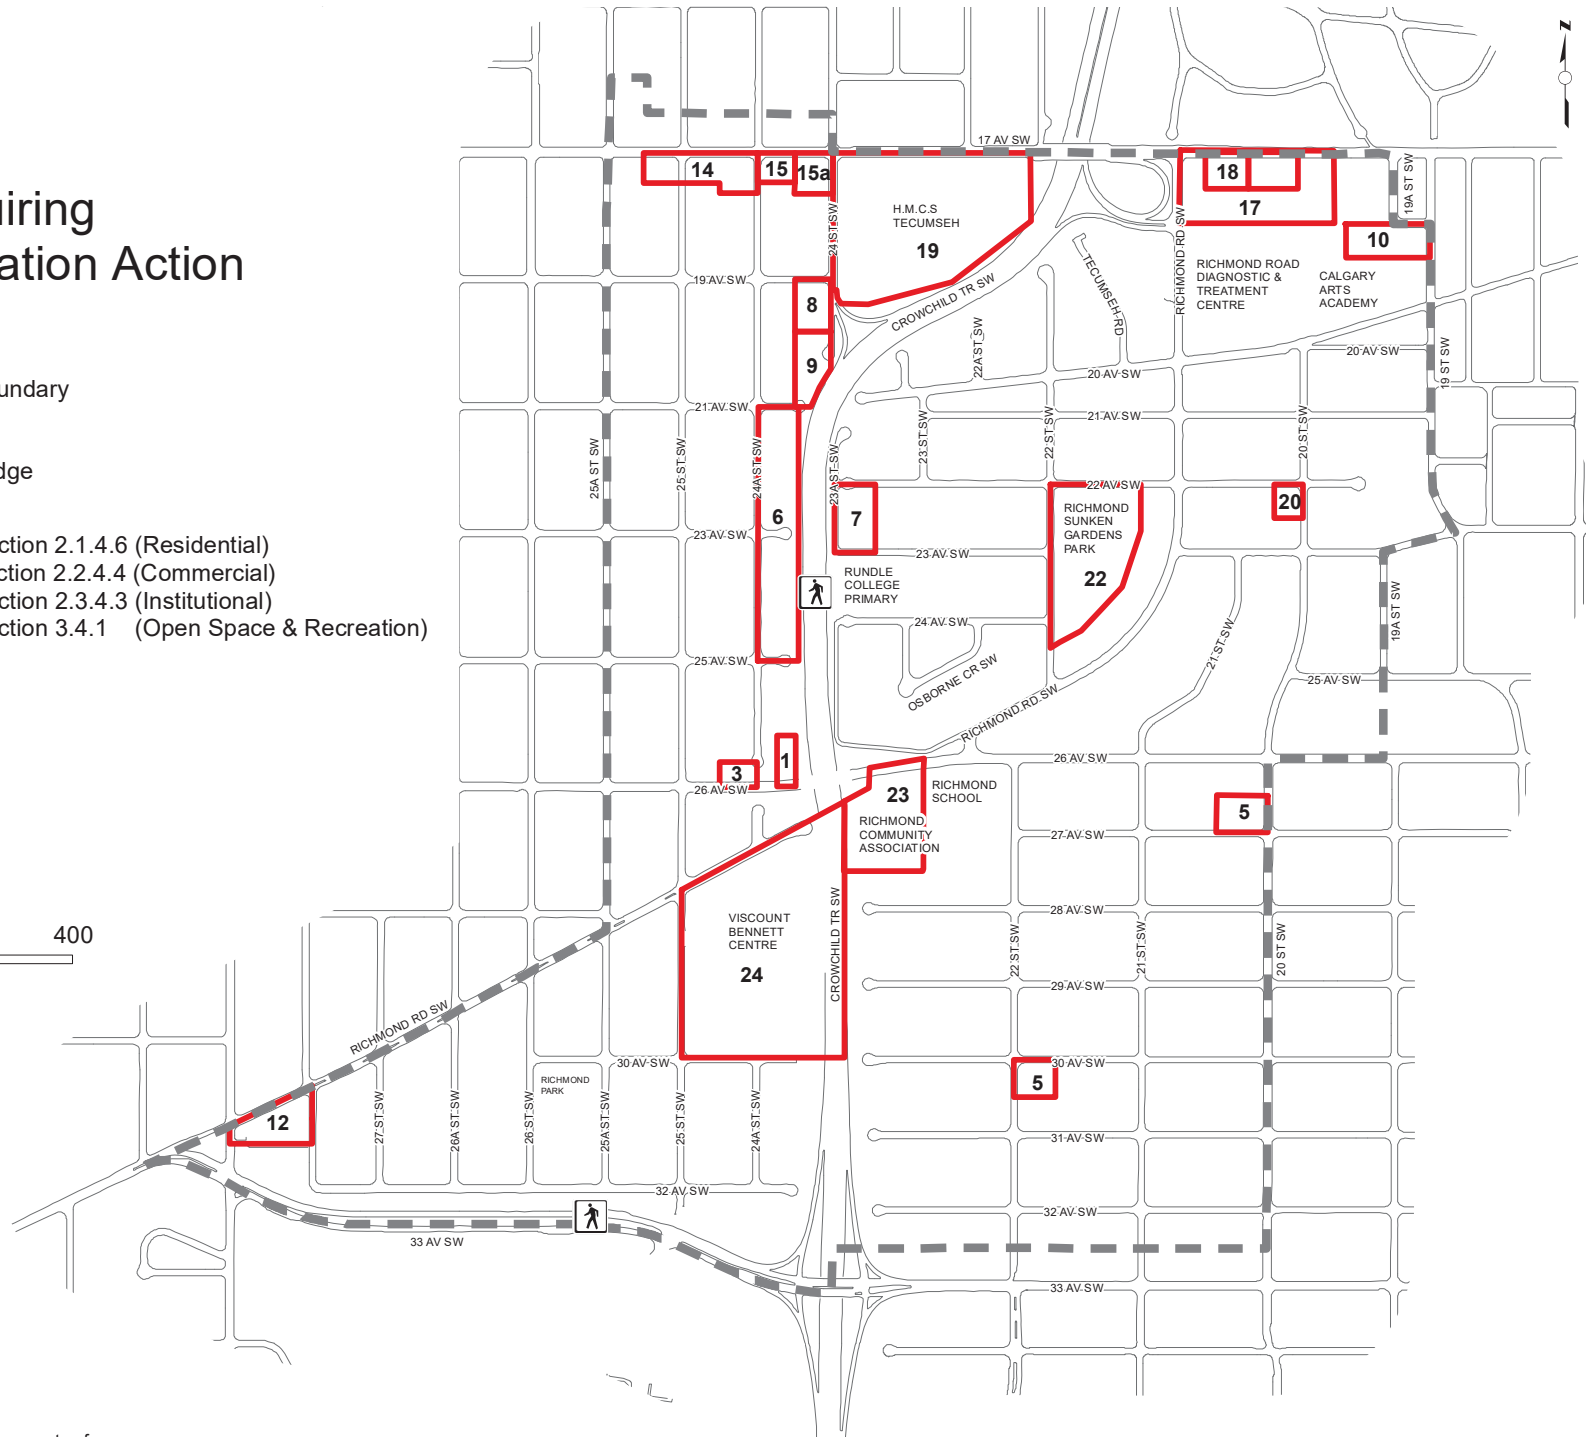 uiring
ation Action
undary
dge
ction 2.1.4.6 (Residential)
ction 2.2.4.4 (Commercial)
ction 2.3.4.3 (Institutional)
ction 3.4.1 (Open Space & Recreation)
400
N
17 AV SW
14
15
15a
24 ST SW
H.M.C.S
TECUMSEH
19
18
17
RICHMOND RD SW
19A ST SW
10
RICHMOND ROAD
DIAGNOSTIC &
TREATMENT
CENTRE
CALGARY
ARTS
ACADEMY
19 AV SW
8
9
CROWCHILD TR SW
TECUMSEH RD
22A ST SW
20 AV SW
20 AV SW
19 ST SW
21 AV SW
21 AV SW
25A ST SW
25 ST SW
24A ST SW
23A ST SW
23 ST SW
22 ST SW
20 ST SW
22 AV SW
6
7
RICHMOND
SUNKEN
GARDENS
PARK
22
20
23 AV SW
23 AV SW
RUNDLE
COLLEGE
PRIMARY
24 AV SW
21 ST SW
19A ST SW
25 AV SW
OSBORNE CR SW
RICHMOND RD SW
25 AV SW
26 AV SW
3
1
26 AV SW
23
RICHMOND
SCHOOL
RICHMOND
COMMUNITY
ASSOCIATION
5
27 AV SW
VISCOUNT
BENNETT
CENTRE
24
CROWCHILD TR SW
28 AV SW
22 ST SW
21 ST SW
20 ST SW
29 AV SW
RICHMOND RD SW
30 AV SW
30 AV SW
5
RICHMOND
PARK
12
27 ST SW
26A ST SW
26 ST SW
25A ST SW
25 ST SW
24A ST SW
31 AV SW
32 AV SW
32 AV SW
33 AV SW
33 AV SW